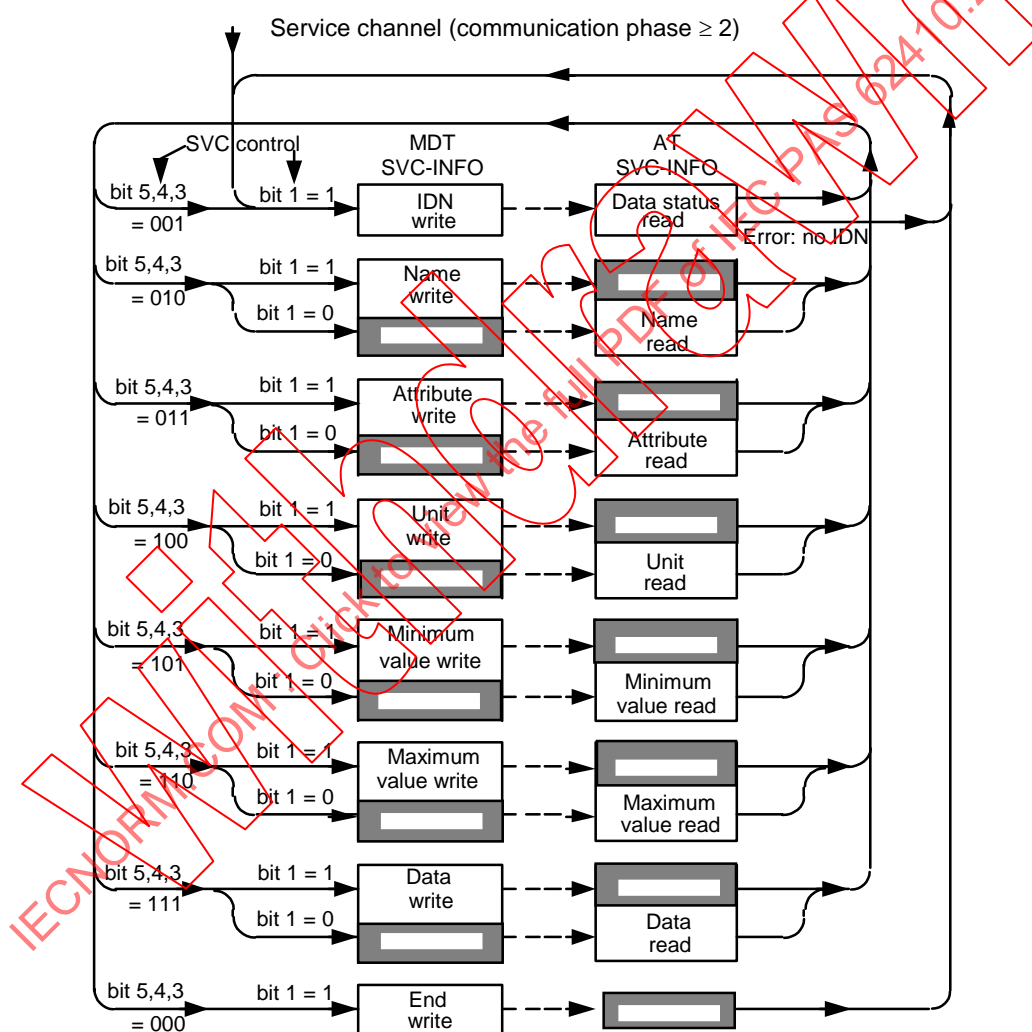 Service channel (communication phase ≥ 2)
SVC control
MDT
SVC-INFO
AT
SVC-INFO
bit 5,4,3
= 001
bit 1 = 1
IDN
write
Data status
read
Error: no IDN
bit 5,4,3
= 010
bit 1 = 1
bit 1 = 0
Name
write
Name
read
bit 5,4,3
= 011
bit 1 = 1
bit 1 = 0
Attribute
write
Attribute
read
bit 5,4,3
= 100
bit 1 = 1
bit 1 = 0
Unit
write
Unit
read
bit 5,4,3
= 101
bit 1 = 1
bit 1 = 0
Minimum
value write
Minimum
value read
bit 5,4,3
= 110
bit 1 = 1
bit 1 = 0
Maximum
value write
Maximum
value read
bit 5,4,3
= 111
bit 1 = 1
bit 1 = 0
Data
write
Data
read
bit 5,4,3
= 000
bit 1 = 1
End
write
IECNORM.COM : Click to view the full PDF of IEC PAS 62410:2